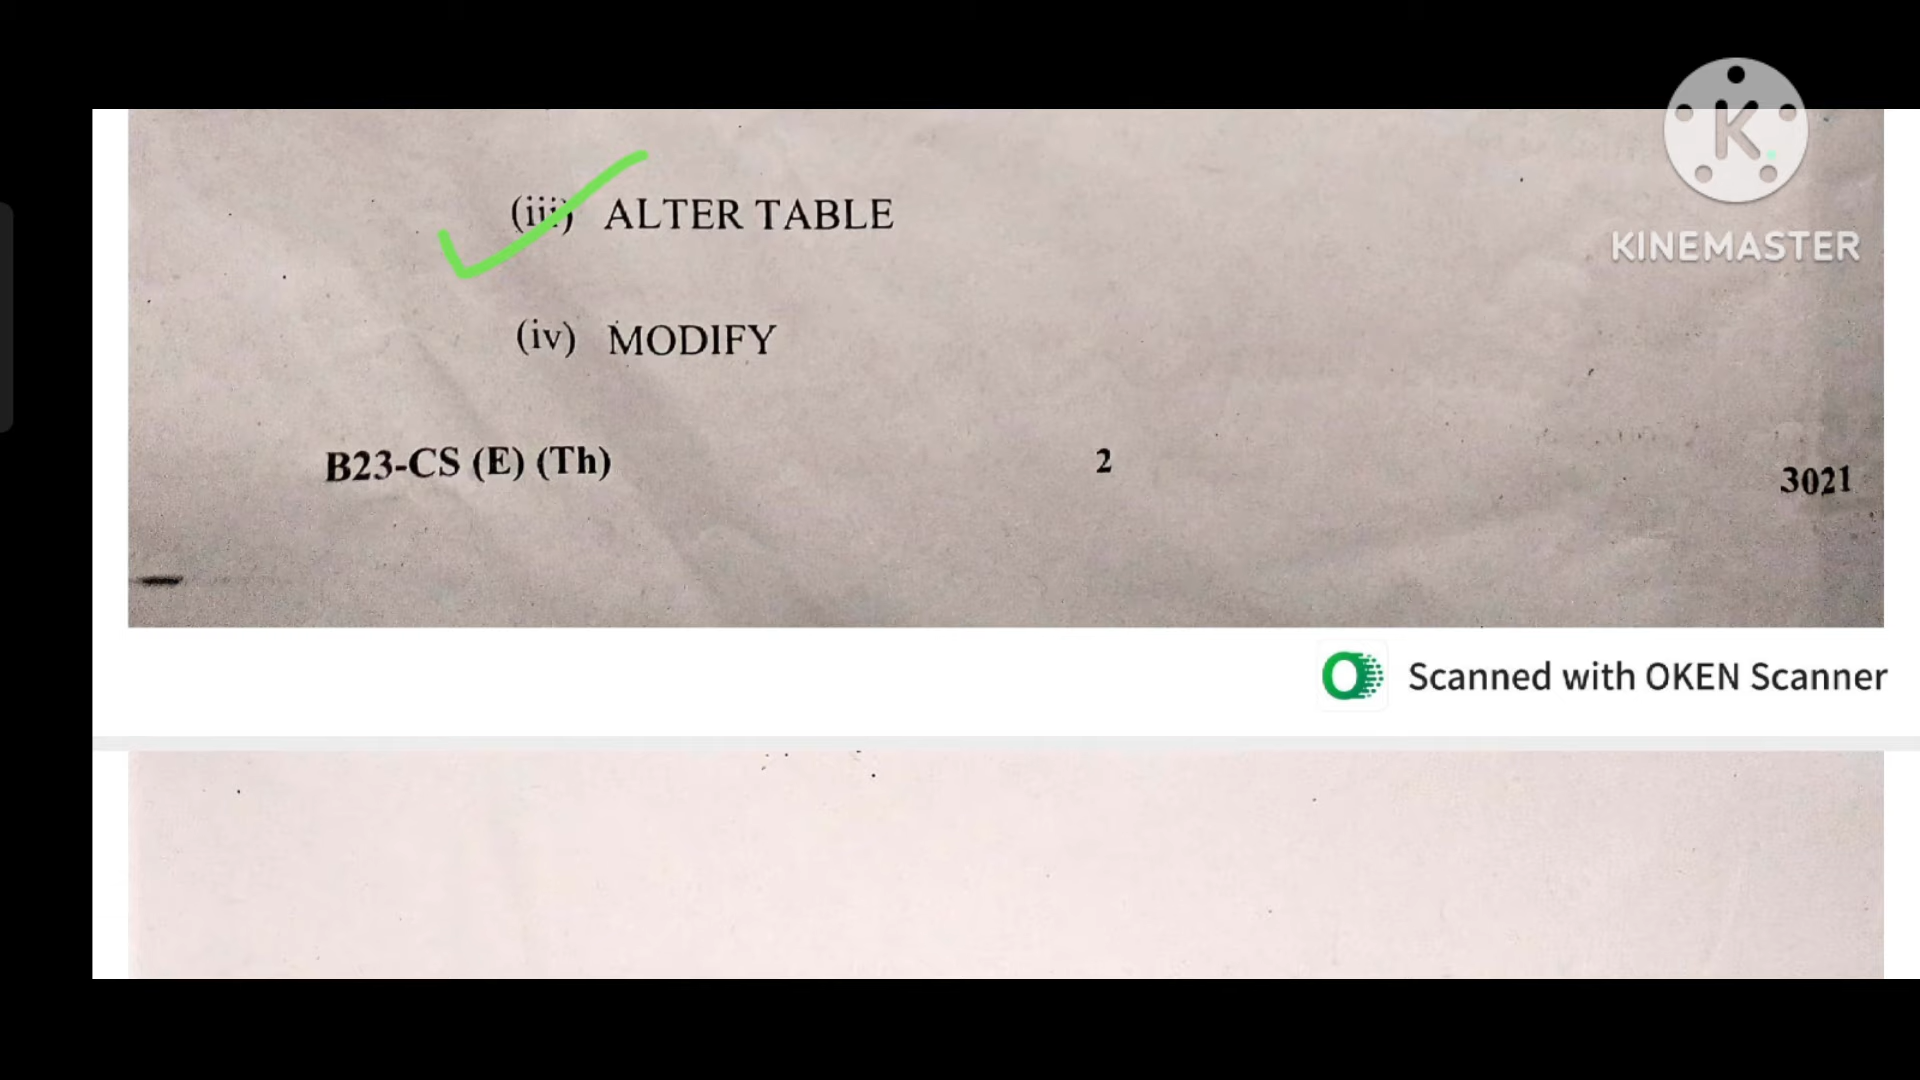 K
KINEMASTER
(iii) ALTER TABLE
(iv) MODIFY
B23-CS (E) (Th) 2 3021
Scanned with OKEN Scanner